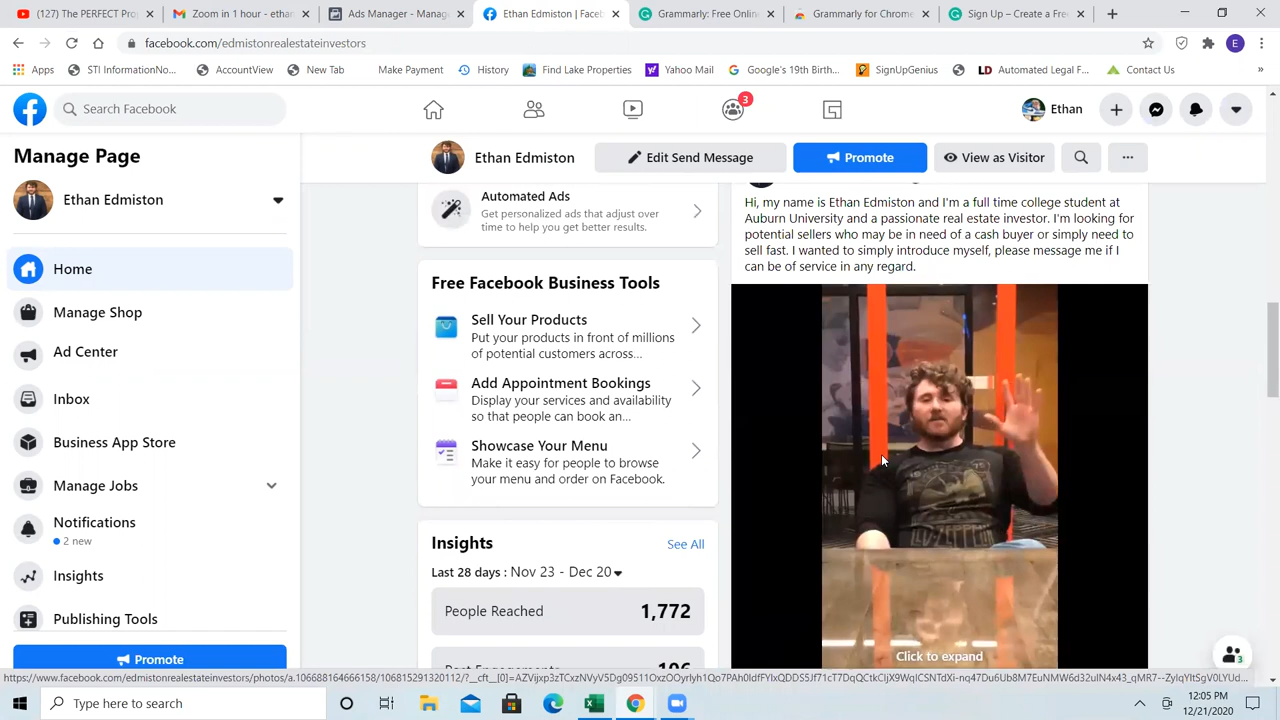 (107) The PERFECT Pro
Zoom in 1 hour - ethan
Ads Manager - Manage
Ethan Edmiston | Faceb
Grammarly: Free Online
Grammarly for Chrome
Sign Up – Create a Free
facebook.com/edmistonrealestateinvestors
E
Apps
STI InformationNo...
AccountView
New Tab
Make Payment
History
Find Lake Properties
Yahoo Mail
Google's 19th Birth...
SignUpGenius
LD Automated Legal F...
Contact Us
»
Search Facebook
3
Ethan
Manage Page
Ethan Edmiston
Home
Manage Shop
Ad Center
Inbox
Business App Store
Manage Jobs
Notifications
2 new
Insights
Publishing Tools
Promote
Ethan Edmiston
Edit Send Message
Promote
View as Visitor
Automated Ads
Get personalized ads that adjust over
time to help you get better results.
Free Facebook Business Tools
Sell Your Products
Put your products in front of millions
of potential customers across...
Add Appointment Bookings
Display your services and availability
so that people can book an...
Showcase Your Menu
Make it easy for people to browse
your menu and order on Facebook.
Insights
See All
Last 28 days : Nov 23 - Dec 20
People Reached
1,772
Hi, my name is Ethan Edmiston and I'm a full time college student at
Auburn University and a passionate real estate investor. I'm looking for
potential sellers who may be in need of a cash buyer or simply need to
sell fast. I wanted to simply introduce myself, please message me if I
can be of service in any regard.
Click to expand
3
Type here to search
12:05 PM
12/21/2020